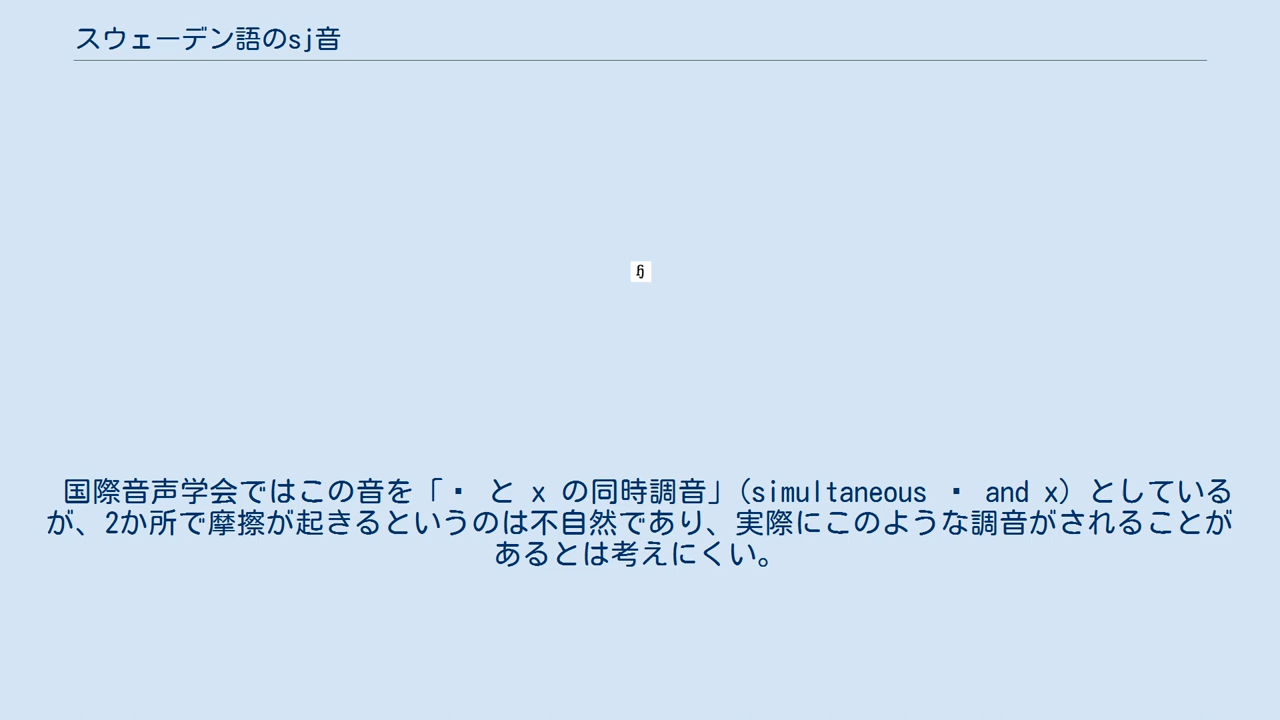 スウェーデン語のsj音
ɧ
国際音声学会ではこの音を「▪ と x の同時調音」(simultaneous ▪ and x) としている
が、2か所で摩擦が起きるというのは不自然であり、実際にこのような調音がされることが
あるとは考えにくい。